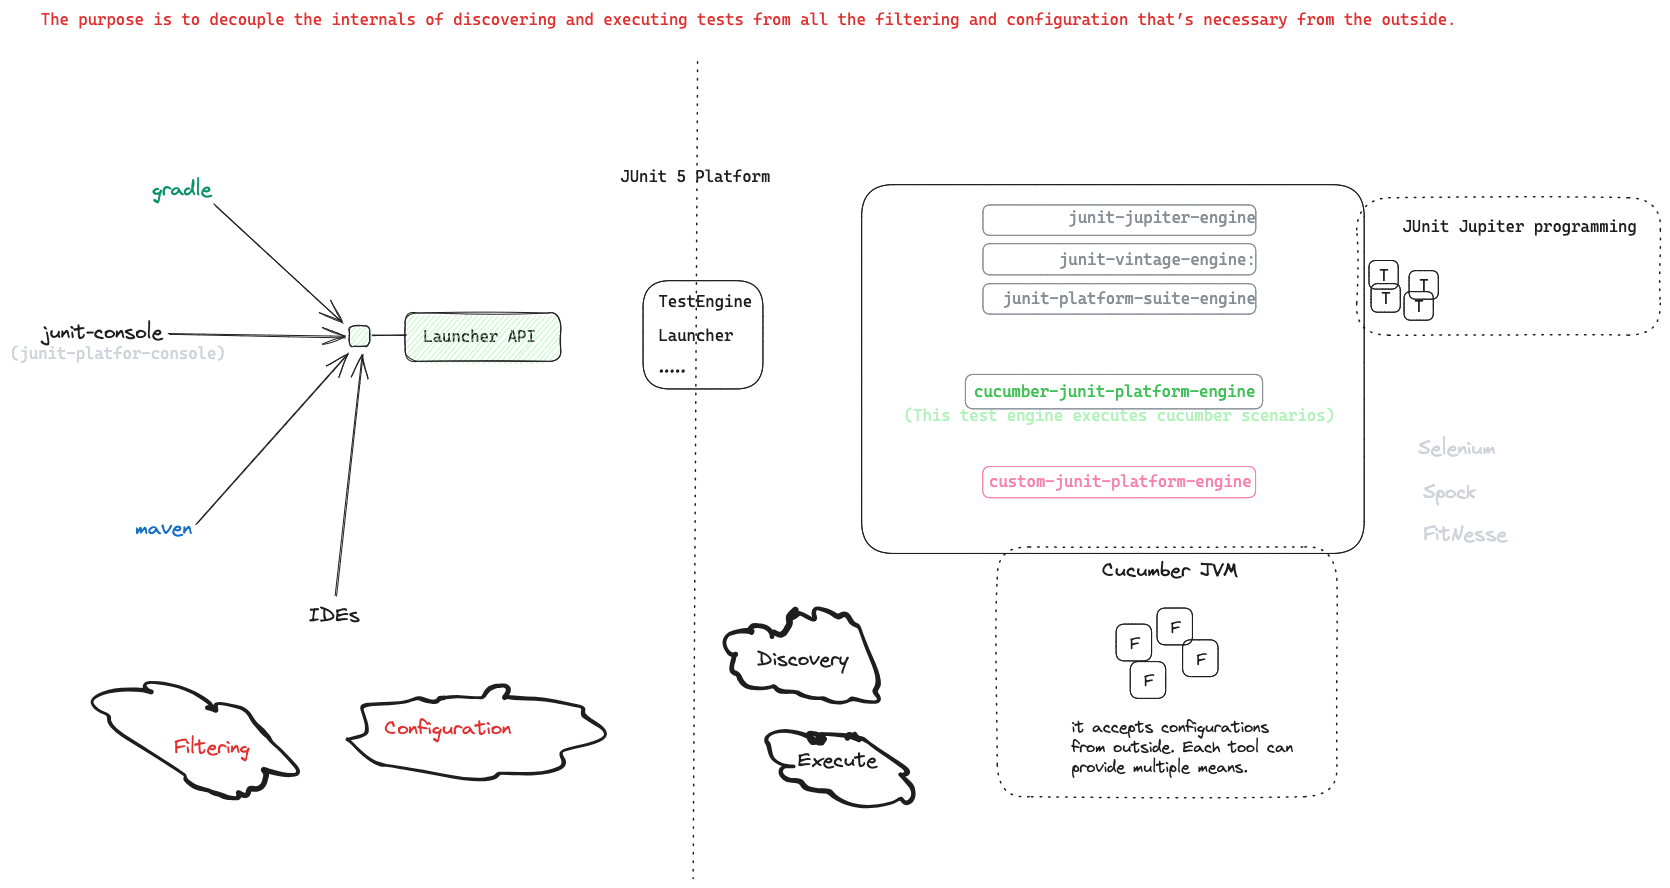 The purpose is to decouple the internals of discovering and executing tests from all the filtering and configuration that's necessary from the outside.
gradle
junit-console
(junit-platfor-console)
maven
IDEs
Launcher API
Filtering
Configuration
JUnit 5 Platform
TestEngine
Launcher
.....
Discovery
Execute
junit-jupiter-engine
junit-vintage-engine:
junit-platform-suite-engine
cucumber-junit-platform-engine
(This test engine executes cucumber scenarios)
custom-junit-platform-engine
JUnit Jupiter programming
T
T
T
T
Selenium
Spock
FitNesse
Cucumber JVM
F
F
F
F
it accepts configurations
from outside. Each tool can
provide multiple means.